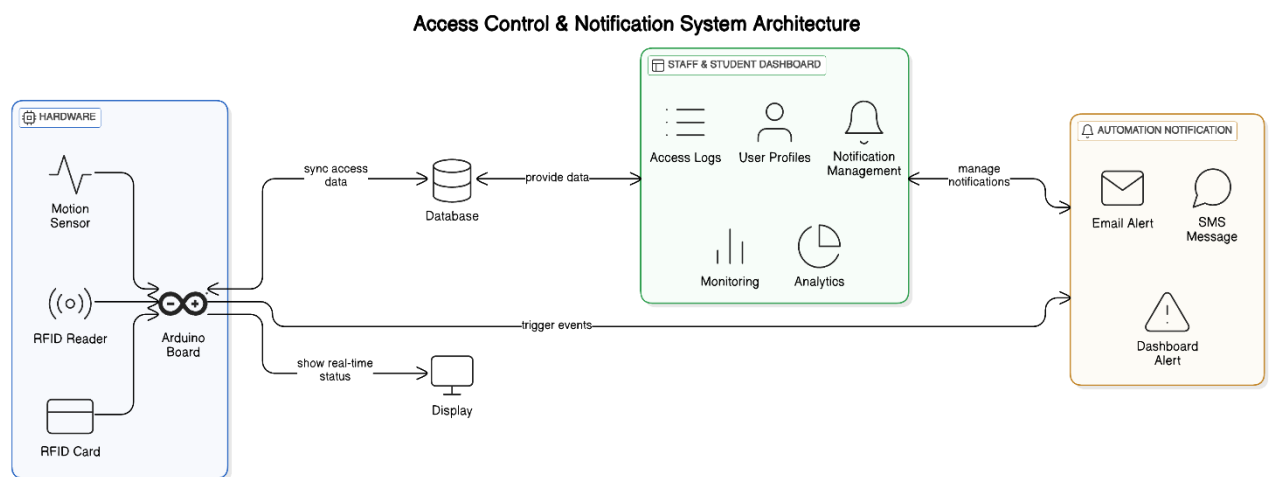 Access Control & Notification System Architecture
HARDWARE
Motion
Sensor
RFID Reader
RFID Card
Arduino
Board
sync access
data
Database
provide data
show real-time
status
Display
trigger events
STAFF & STUDENT DASHBOARD
Access Logs
User Profiles
Notification
Management
Monitoring
Analytics
manage
notifications
AUTOMATION NOTIFICATION
Email Alert
SMS
Message
Dashboard
Alert